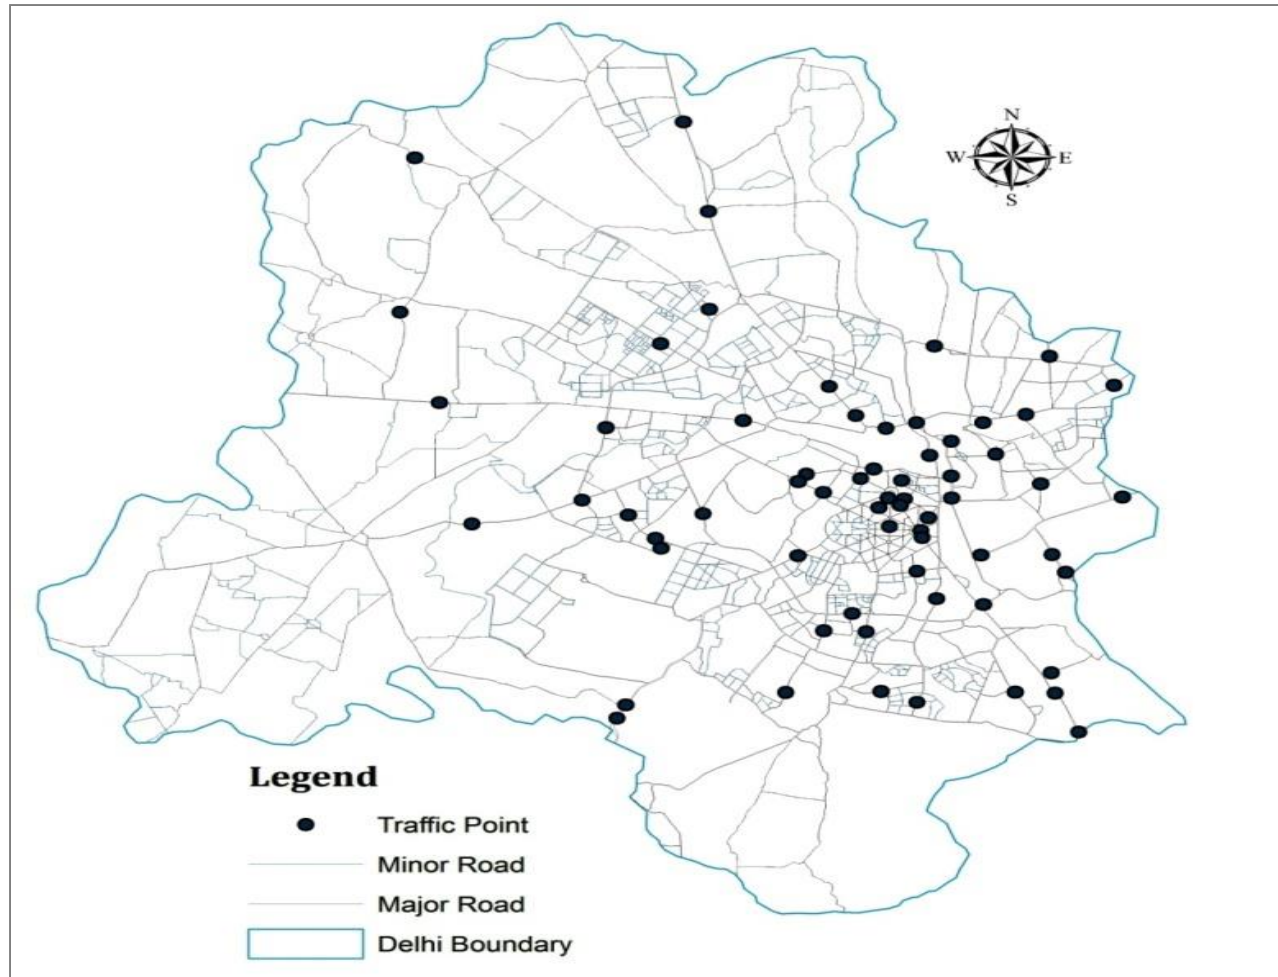 N
W E
S
Legend
Traffic Point
Minor Road
Major Road
Delhi Boundary